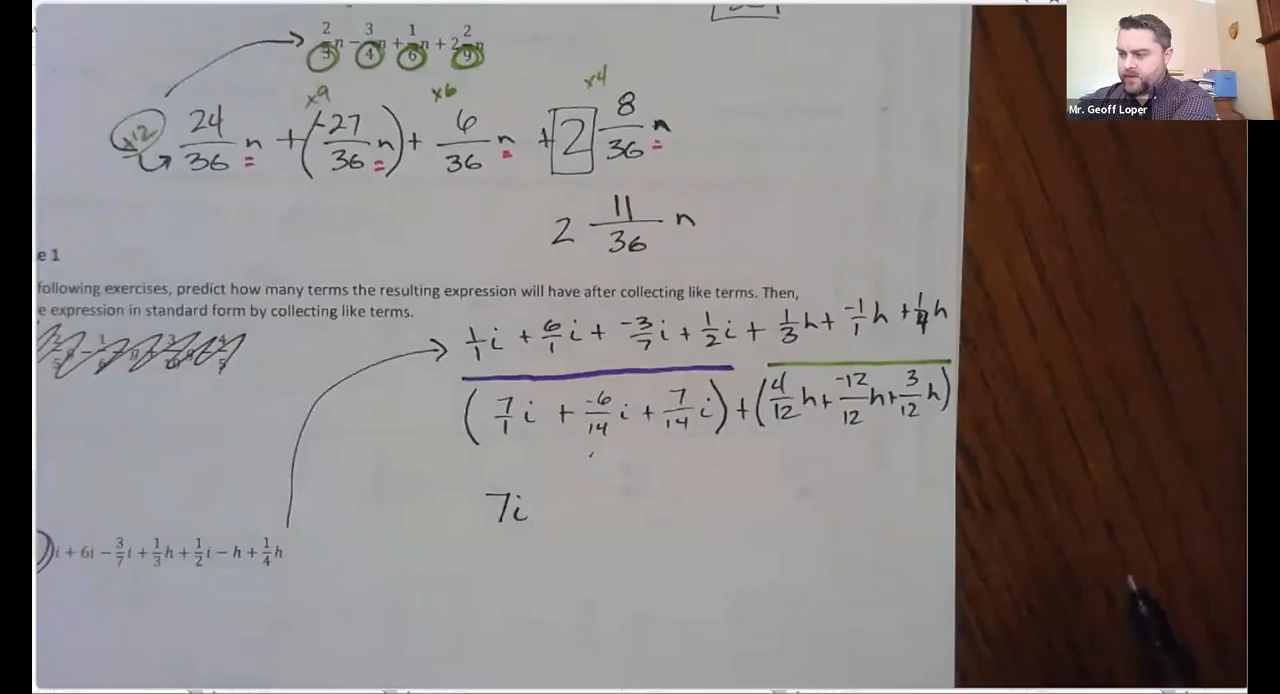 2/3 n - 3/4 n + 1/6 n + 2 2/9 n
x9 x6 x4
x12 24/36 n + (-27/36 n) + 6/36 n + 2 8/36 n
2 11/36 n
e 1
following exercises, predict how many terms the resulting expression will have after collecting like terms. Then,
e expression in standard form by collecting like terms.
1/1 i + 6/1 i + -3/7 i + 1/2 i + 1/3 h + -1/1 h + 1/4 h
(7/1 i + -6/14 i + 7/14 i) + (4/12 h + -12/12 h + 3/12 h)
7i
i + 6i - 3/7 i + 1/3 h + 1/2 i - h + 1/4 h
Mr. Geoff Loper